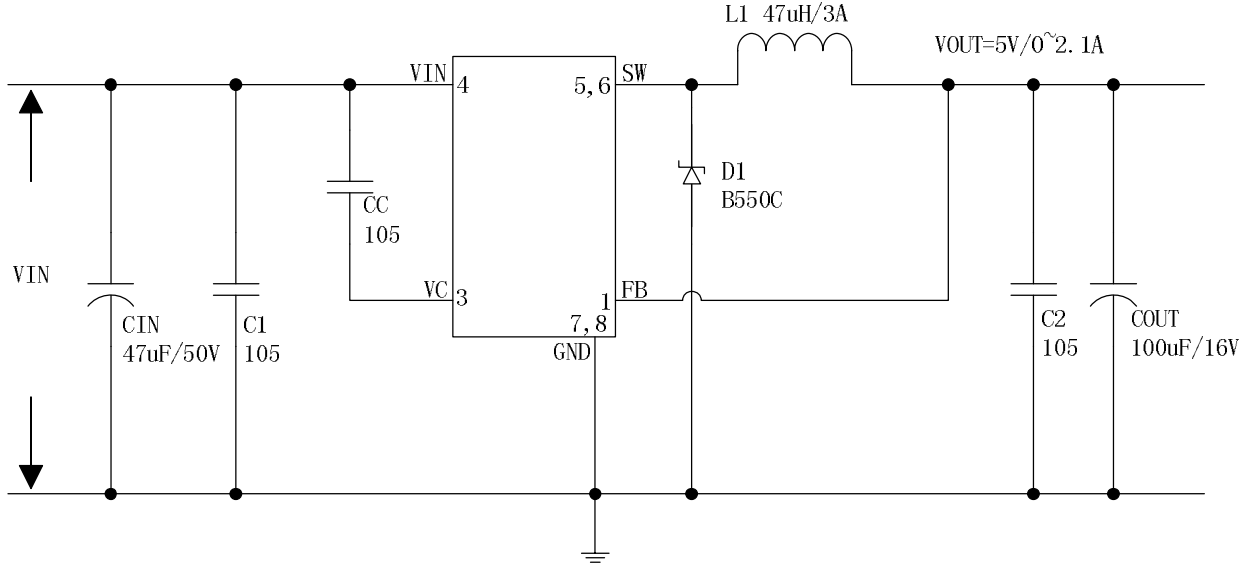 L1 47uH/3A
VOUT=5V/0~2.1A
VIN
4
5,6
SW
D1
B550C
CC
105
VIN
VC
3
1
FB
7,8
GND
CIN
47uF/50V
C1
105
C2
105
COUT
100uF/16V